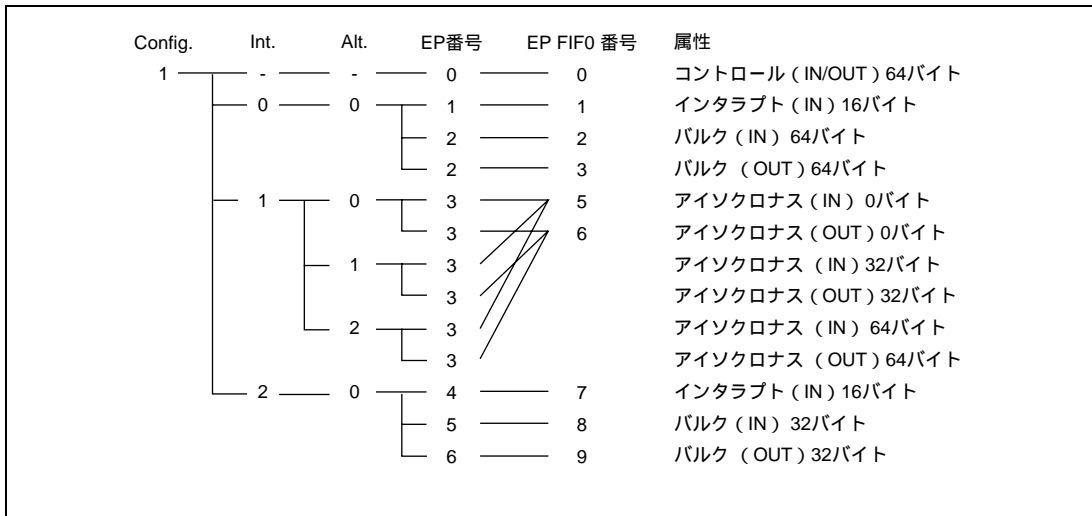 Config. Int. Alt. EP番号 EP FIF0 番号 属性
1 - - 0 0 コントロール（IN/OUT）64バイト
0 0 1 1 インタラプト（IN）16バイト
2 2 バルク（IN） 64バイト
2 3 バルク （OUT）64バイト
1 0 3 5 アイソクロナス（IN） 0バイト
3 6 アイソクロナス（OUT）0バイト
1 3 アイソクロナス （IN）32バイト
3 アイソクロナス（OUT）32バイト
2 3 アイソクロナス （IN） 64バイト
3 アイソクロナス （OUT）64バイト
2 0 4 7 インタラプト（IN）16バイト
5 8 バルク（IN） 32バイト
6 9 バルク （OUT）32バイト